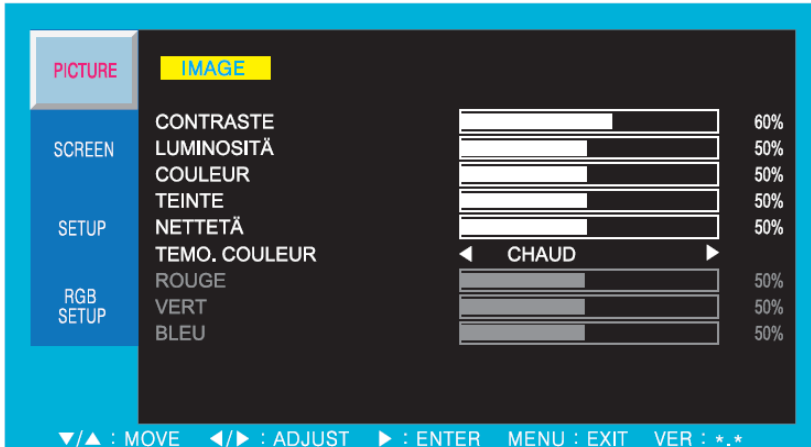 PICTURE
SCREEN
SETUP
RGB
SETUP
IMAGE
CONTRASTE 60%
LUMINOSITÄ 50%
COULEUR 50%
TEINTE 50%
NETTETÄ 50%
TEMO. COULEUR ◀ CHAUD ▶
ROUGE 50%
VERT 50%
BLEU 50%
▼/▲ : MOVE ◀/▶ : ADJUST ▶ : ENTER MENU : EXIT VER : *.*